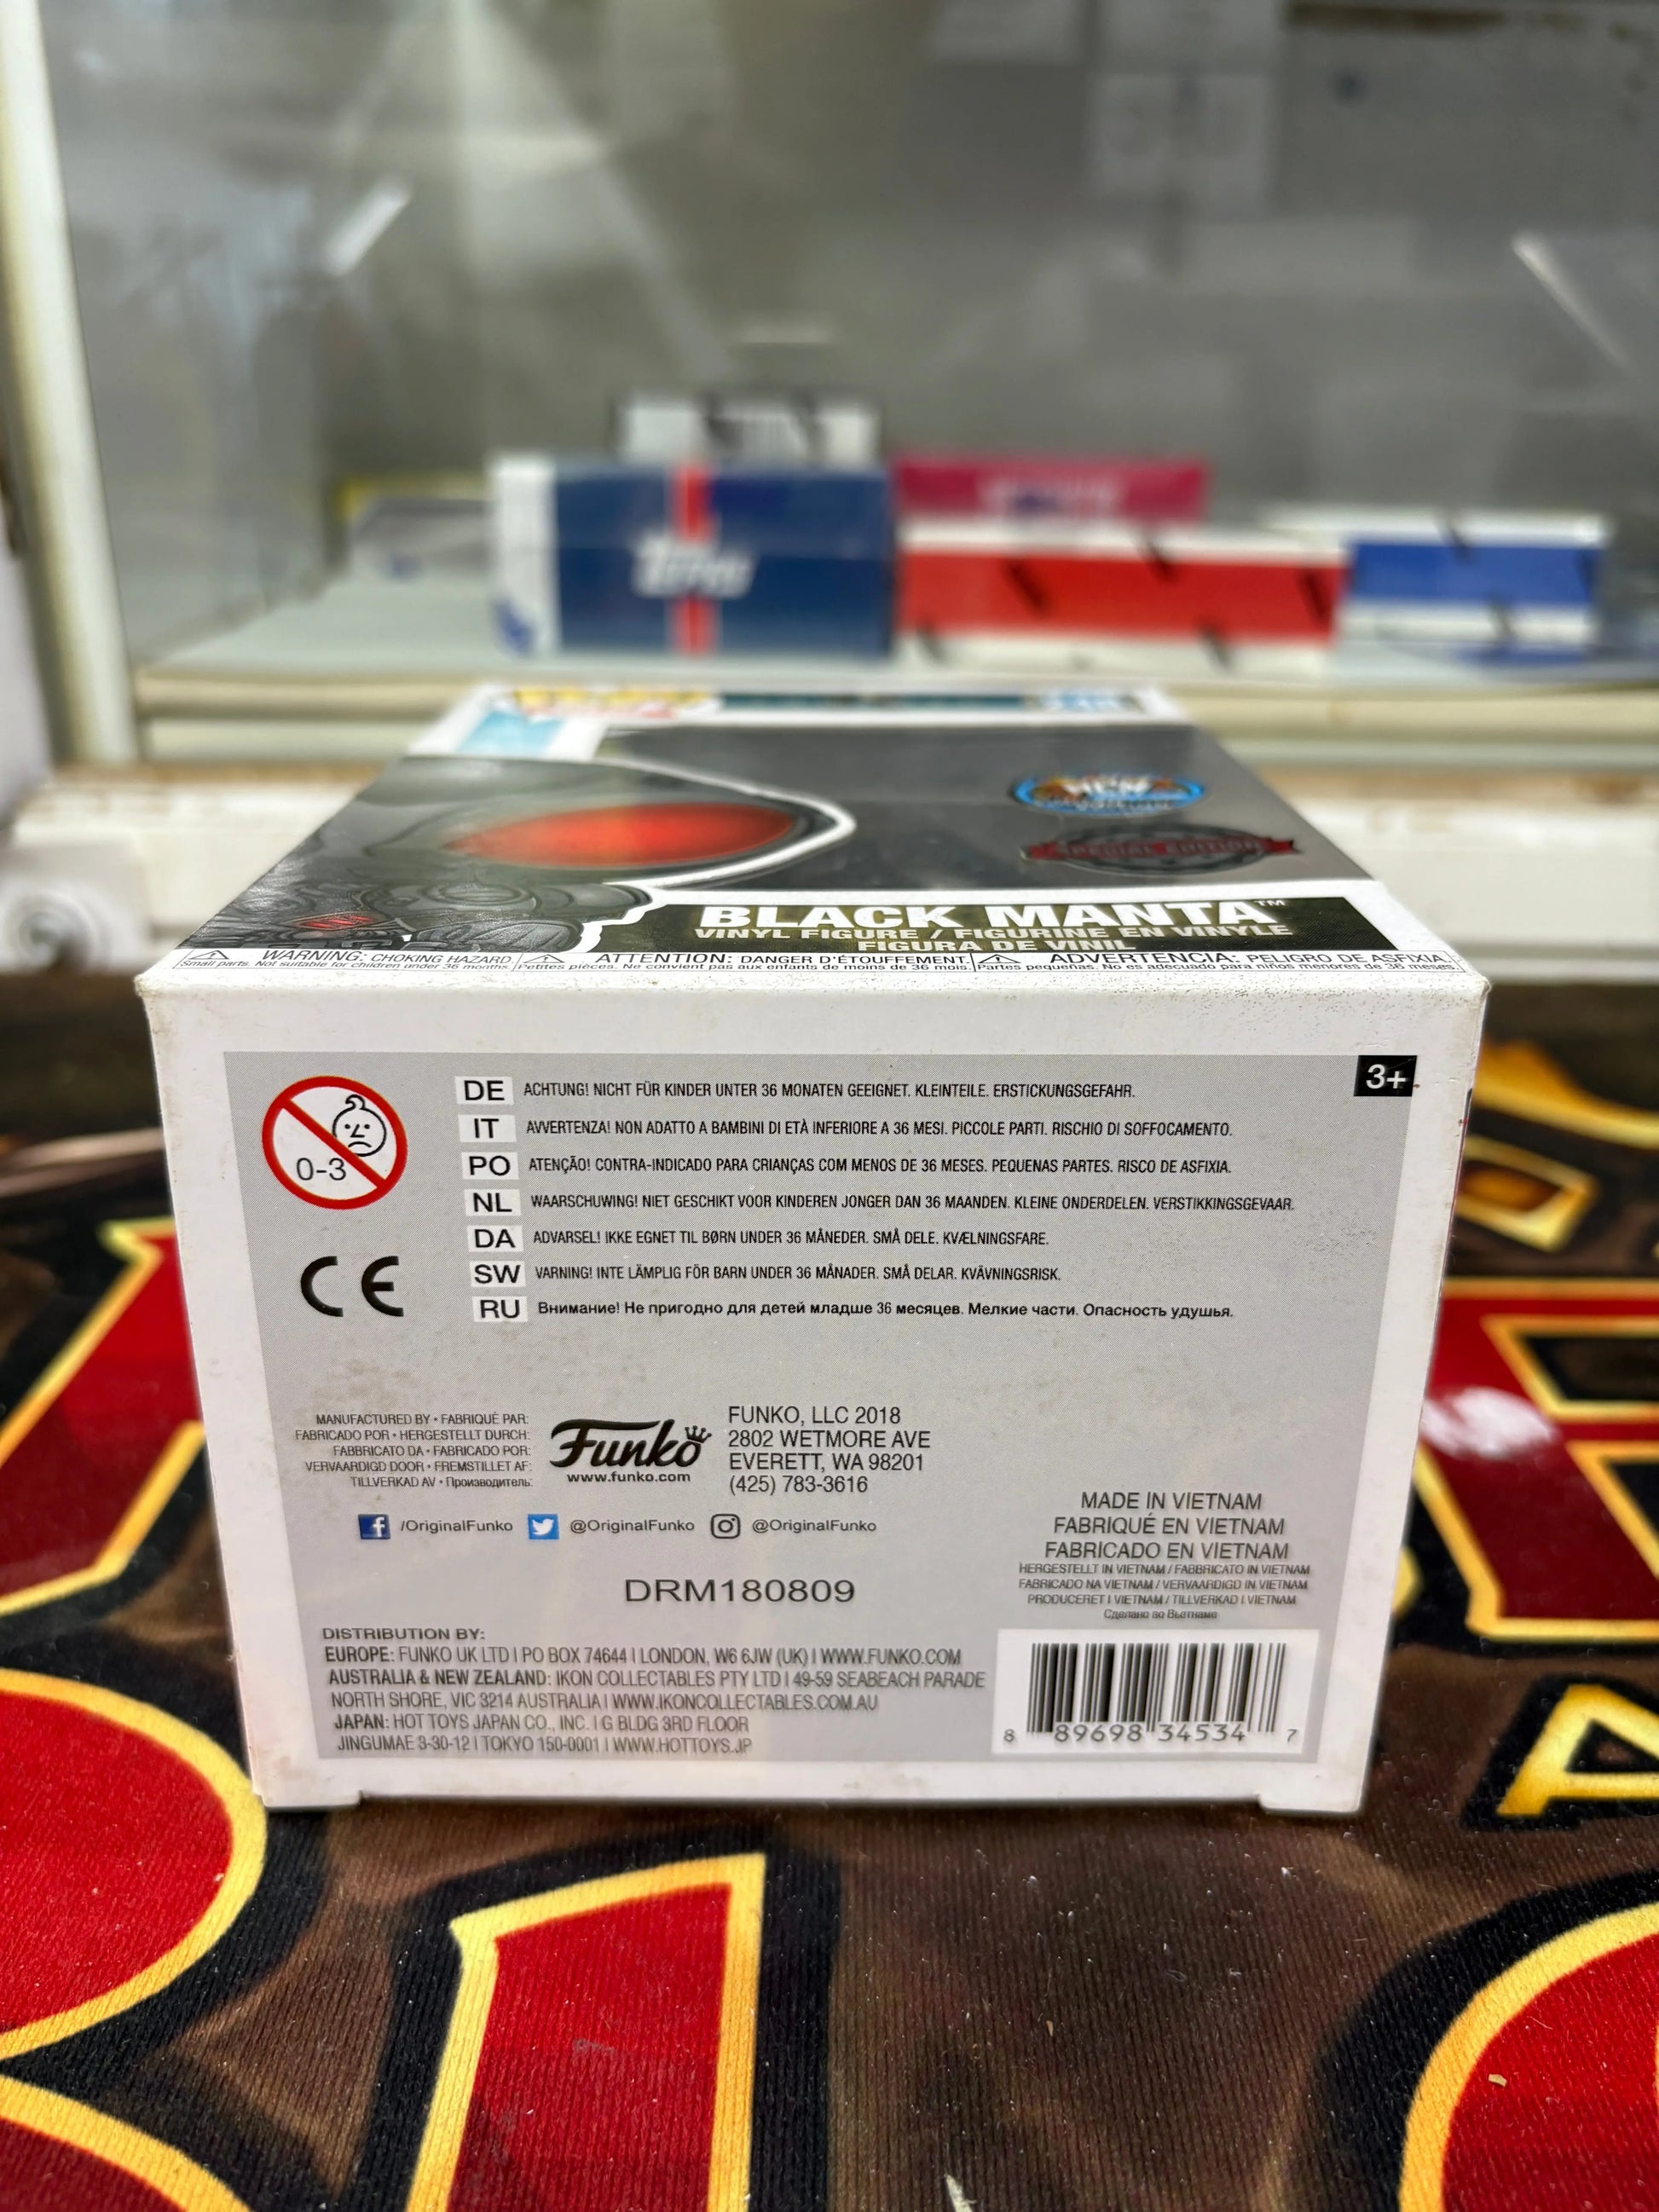 Topps
SPECIAL EDITION
BLACK MANTA™
VINYL FIGURE / FIGURINE EN VINYLE
FIGURA DE VINIL
WARNING: CHOKING HAZARD.
Small parts. Not suitable for children under 36 months.
ATTENTION: DANGER D'ÉTOUFFEMENT.
Petites pièces. Ne convient pas aux enfants de moins de 36 mois.
ADVERTENCIA: PELIGRO DE ASFIXIA.
Partes pequeñas. No es adecuado para niños menores de 36 meses
3+
0-3
DE ACHTUNG! NICHT FÜR KINDER UNTER 36 MONATEN GEEIGNET. KLEINTEILE. ERSTICKUNGSGEFAHR.
IT AVVERTENZA! NON ADATTO A BAMBINI DI ETÀ INFERIORE A 36 MESI. PICCOLE PARTI. RISCHIO DI SOFFOCAMENTO.
PO ATENÇÃO! CONTRA-INDICADO PARA CRIANÇAS COM MENOS DE 36 MESES. PEQUENAS PARTES. RISCO DE ASFIXIA.
NL WAARSCHUWING! NIET GESCHIKT VOOR KINDEREN JONGER DAN 36 MAANDEN. KLEINE ONDERDELEN. VERSTIKKINGSGEVAAR.
DA ADVARSEL! IKKE EGNET TIL BØRN UNDER 36 MÅNEDER. SMÅ DELE. KVÆLNINGSFARE.
SW VARNING! INTE LÄMPLIG FÖR BARN UNDER 36 MÅNADER. SMÅ DELAR. KVÄVNINGSRISK.
RU Внимание! Не пригодно для детей младше 36 месяцев. Мелкие части. Опасность удушья.
CE
MANUFACTURED BY • FABRIQUÉ PAR:
FABRICADO POR • HERGESTELLT DURCH:
FABBRICATO DA • FABRICADO POR:
VERVAARDIGD DOOR • FREMSTILLET AF:
TILLVERKAD AV • Производитель:
Funko
www.funko.com
FUNKO, LLC 2018
2802 WETMORE AVE
EVERETT, WA 98201
(425) 783-3616
/OriginalFunko @OriginalFunko @OriginalFunko
MADE IN VIETNAM
FABRIQUÉ EN VIETNAM
FABRICADO EN VIETNAM
HERGESTELLT IN VIETNAM / FABBRICATO IN VIETNAM
FABRICADO NA VIETNAM / VERVAARDIGD IN VIETNAM
PRODUCERET I VIETNAM / TILLVERKAD I VIETNAM
Сделано во Вьетнаме
DRM180809
DISTRIBUTION BY:
EUROPE: FUNKO UK LTD I PO BOX 74644 I LONDON, W6 6JW (UK) I WWW.FUNKO.COM
AUSTRALIA & NEW ZEALAND: IKON COLLECTABLES PTY LTD I 49-59 SEABEACH PARADE
NORTH SHORE, VIC 3214 AUSTRALIA I WWW.IKONCOLLECTABLES.COM.AU
JAPAN: HOT TOYS JAPAN CO., INC. I G BLDG 3RD FLOOR
JINGUMAE 3-30-12 I TOKYO 150-0001 I WWW.HOTTOYS.JP
8 89698 34534 7